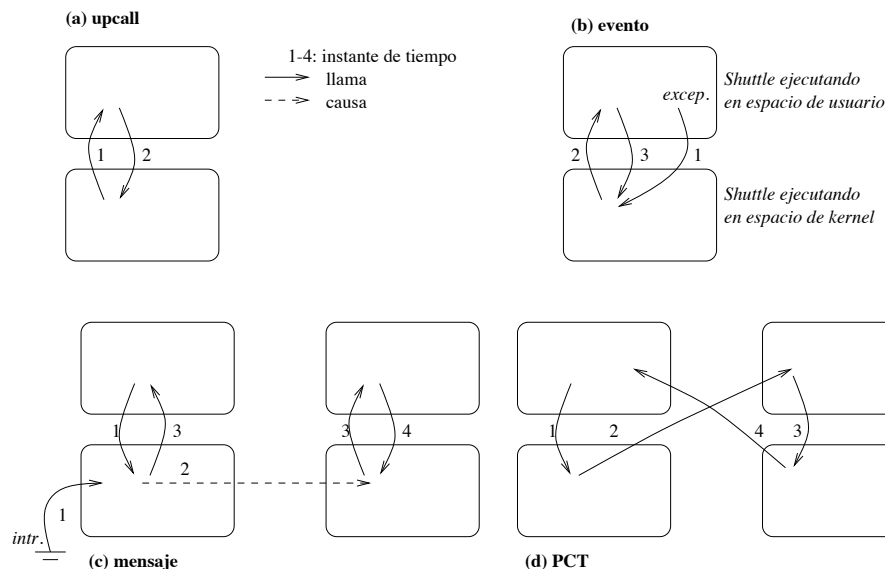 (a) upcall
1-4: instante de tiempo
llama
causa
1
2
(b) evento
excep.
2
3
1
Shuttle ejecutando
en espacio de usuario
Shuttle ejecutando
en espacio de kernel
1
3
2
1
intr.
3
4
(c) mensaje
1
2
4
3
(d) PCT